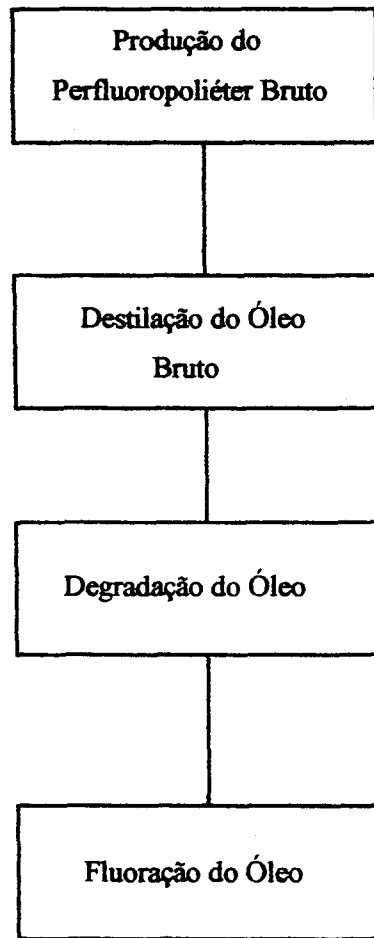 Produção do
Perfluoropoliéter Bruto
Destilação do Óleo
Bruto
Degradação do Óleo
Fluoração do Óleo